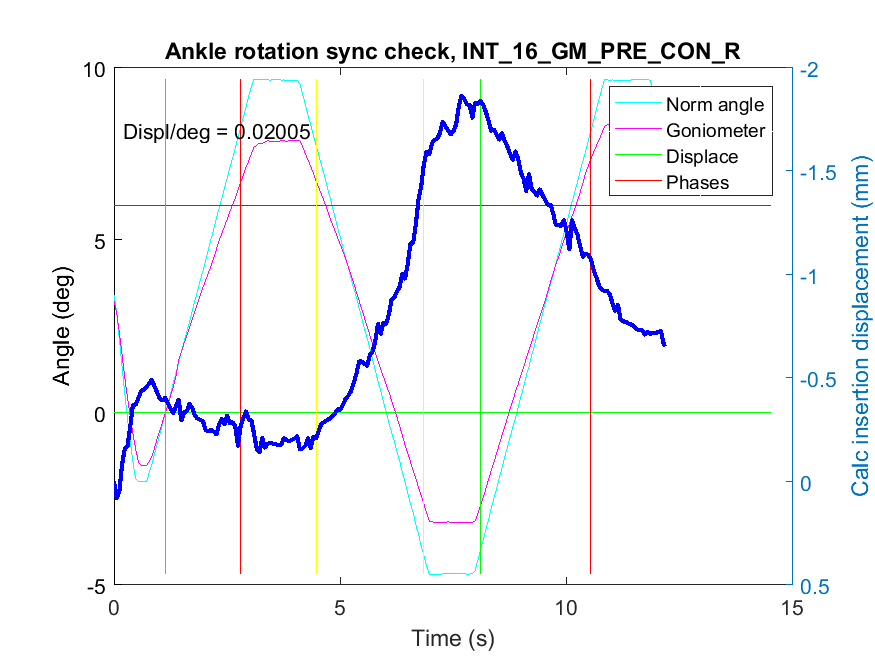 Ankle rotation sync check, INT_16_GM_PRE_CON_R
10
5
0
-5
Angle (deg)
Displ/deg = 0.02005
Norm angle
Goniometer
Displace
Phases
-2
-1.5
-1
-0.5
0
0.5
Calc insertion displacement (mm)
0
5
10
15
Time (s)